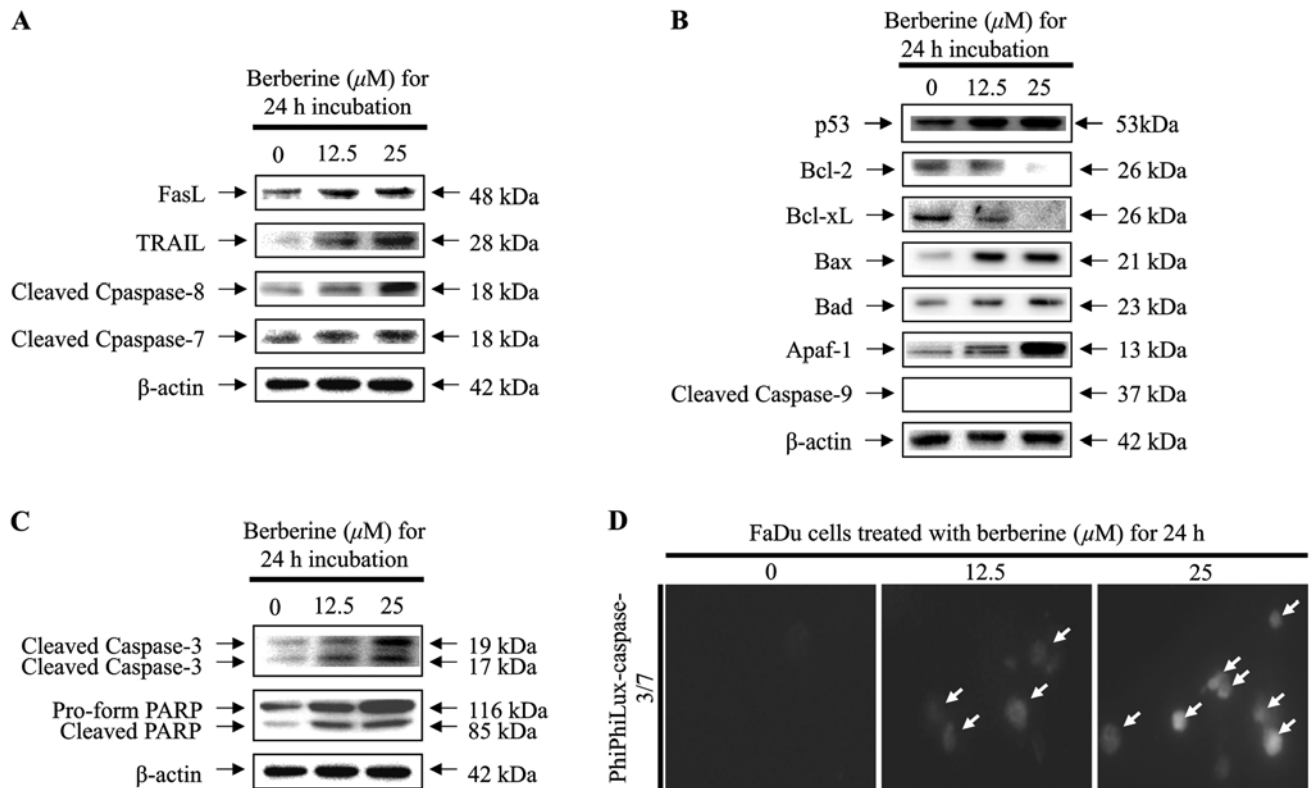 A
Berberine (μM) for
24 h incubation
0 12.5 25
FasL 48 kDa
TRAIL 28 kDa
Cleaved Cpaspase-8 18 kDa
Cleaved Cpaspase-7 18 kDa
β-actin 42 kDa
B
Berberine (μM) for
24 h incubation
0 12.5 25
p53 53kDa
Bcl-2 26 kDa
Bcl-xL 26 kDa
Bax 21 kDa
Bad 23 kDa
Apaf-1 13 kDa
Cleaved Caspase-9 37 kDa
β-actin 42 kDa
C
Berberine (μM) for
24 h incubation
0 12.5 25
Cleaved Caspase-3 19 kDa
Cleaved Caspase-3 17 kDa
Pro-form PARP 116 kDa
Cleaved PARP 85 kDa
β-actin 42 kDa
D
FaDu cells treated with berberine (μM) for 24 h
0 12.5 25
PhiPhiLux-caspase-
3/7